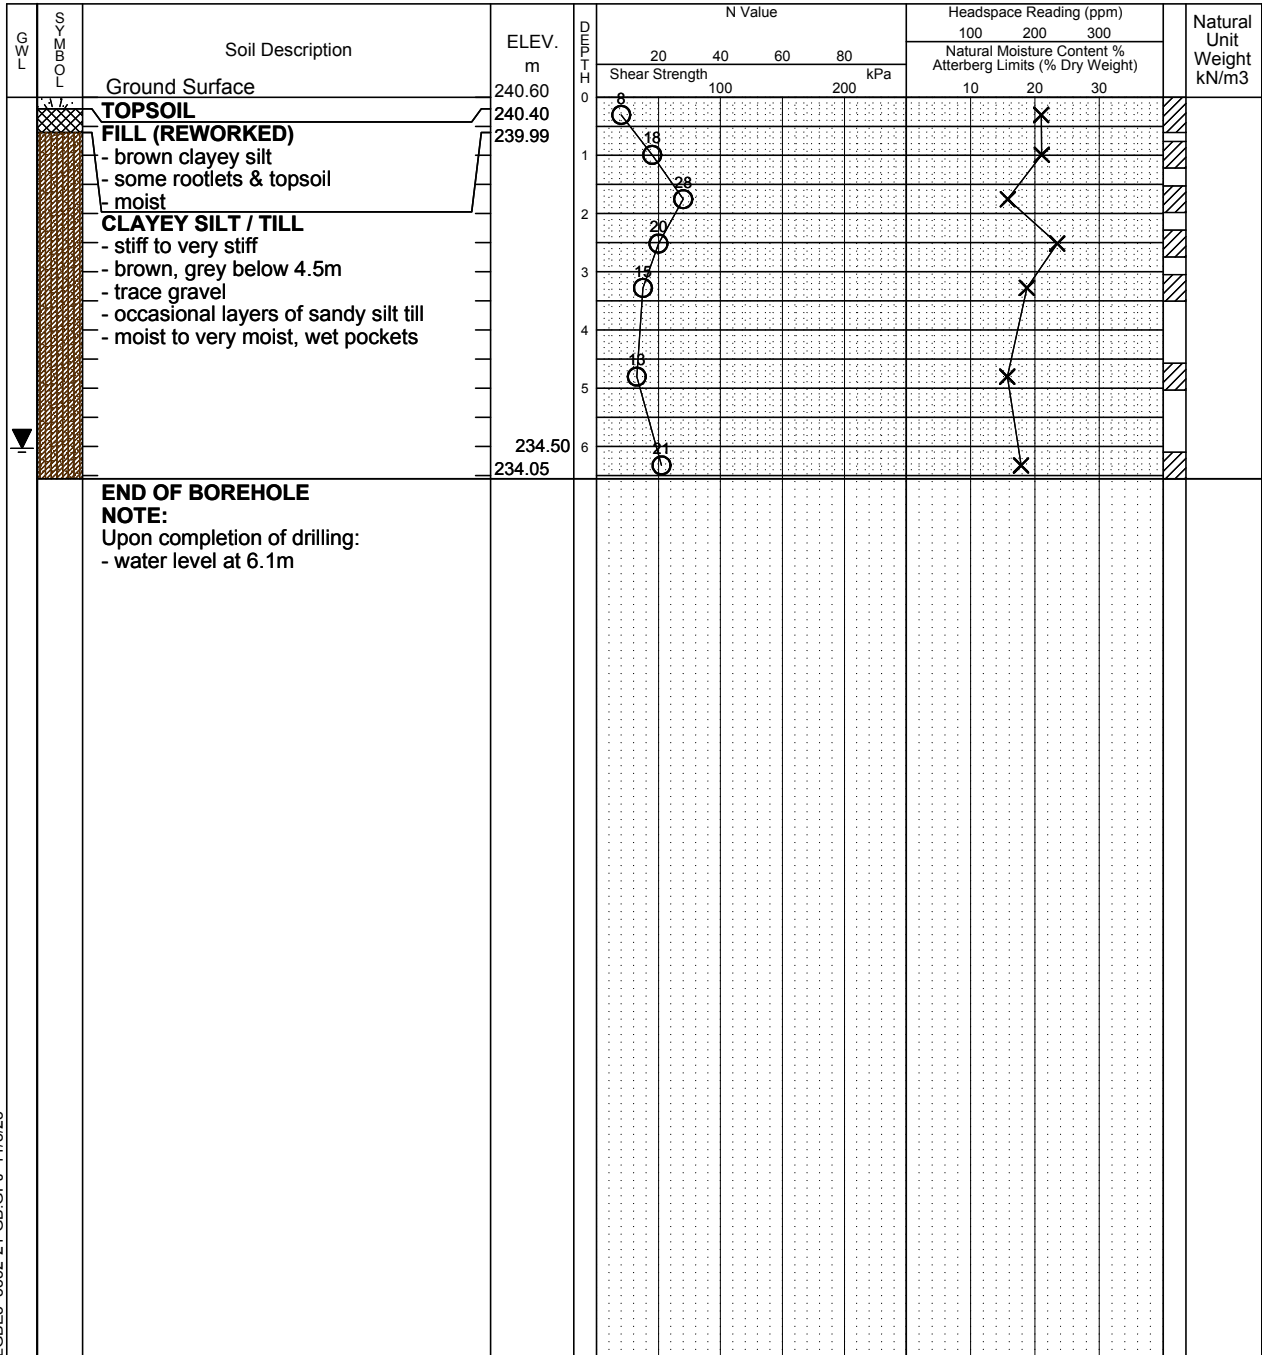 GWL
SYMBOL
Soil Description
ELEV.
m
DEPTH
N Value
20 40 60 80
Shear Strength kPa
100 200
Headspace Reading (ppm)
100 200 300
Natural Moisture Content %
Atterberg Limits (% Dry Weight)
10 20 30
Natural
Unit
Weight
kN/m3
Ground Surface 240.60 0
TOPSOIL 240.40
8
FILL (REWORKED) 239.99
18
- brown clayey silt 1
- some rootlets & topsoil
28
- moist
2
CLAYEY SILT / TILL
20
- stiff to very stiff
- brown, grey below 4.5m 3
15
- trace gravel
- occasional layers of sandy silt till
4
- moist to very moist, wet pockets
13
5
234.50 6
21
234.05
END OF BOREHOLE
NOTE:
Upon completion of drilling:
- water level at 6.1m